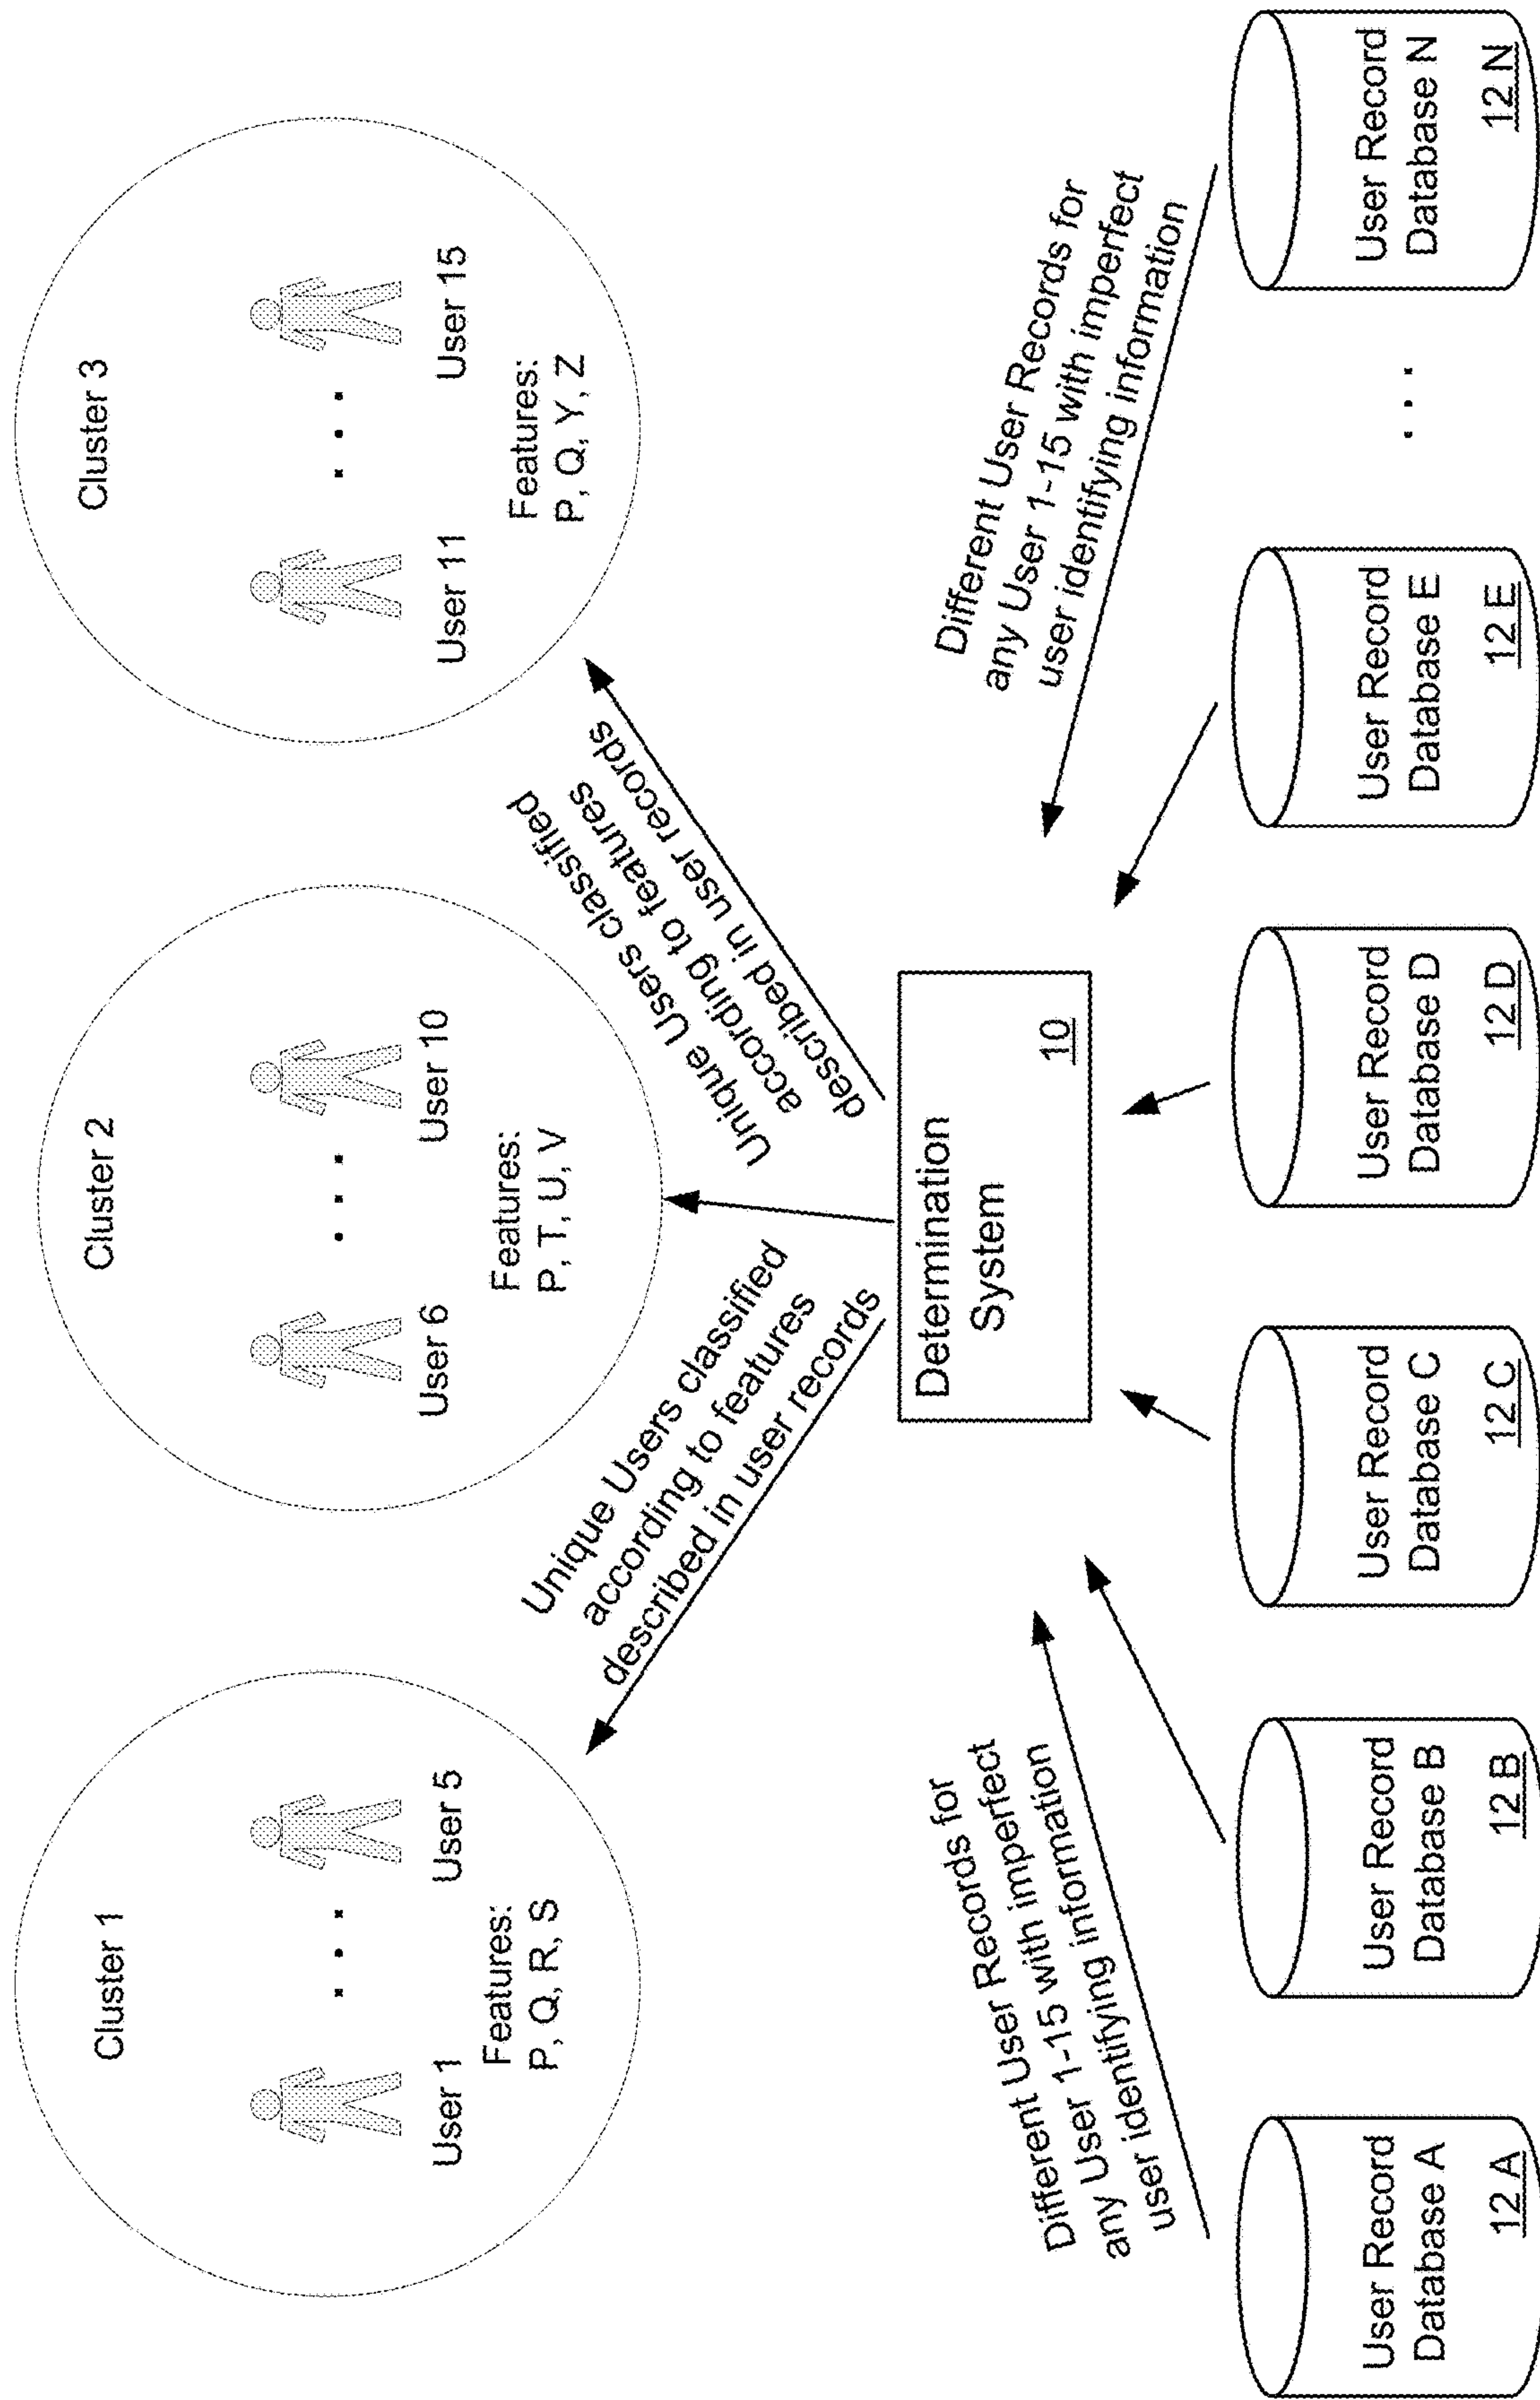 Cluster 1
User 1
. . .
User 5
Features:
P, Q, R, S
Cluster 2
User 6
. . .
User 10
Features:
P, T, U, V
Cluster 3
User 11
. . .
User 15
Features:
P, Q, Y, Z
Unique Users classified
according to features
described in user records
Unique Users classified
according to features
described in user records
Determination
System
10
Different User Records for
any User 1-15 with imperfect
user identifying information
Different User Records for
any User 1-15 with imperfect
user identifying information
User Record
Database A
12 A
User Record
Database B
12 B
User Record
Database C
12 C
User Record
Database D
12 D
User Record
Database E
12 E
. . .
User Record
Database N
12 N